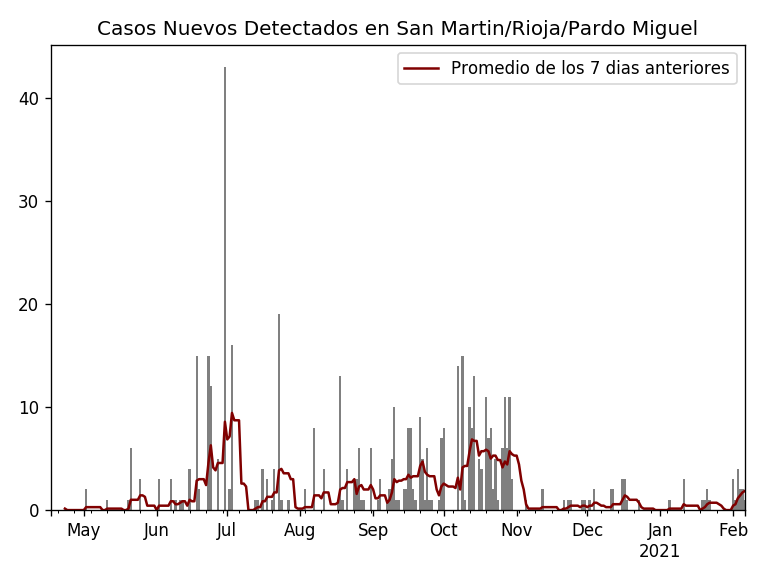 Casos Nuevos Detectados en San Martin/Rioja/Pardo Miguel
Promedio de los 7 dias anteriores
40
30
20
10
0
May Jun Jul Aug Sep Oct Nov Dec Jan Feb
2021